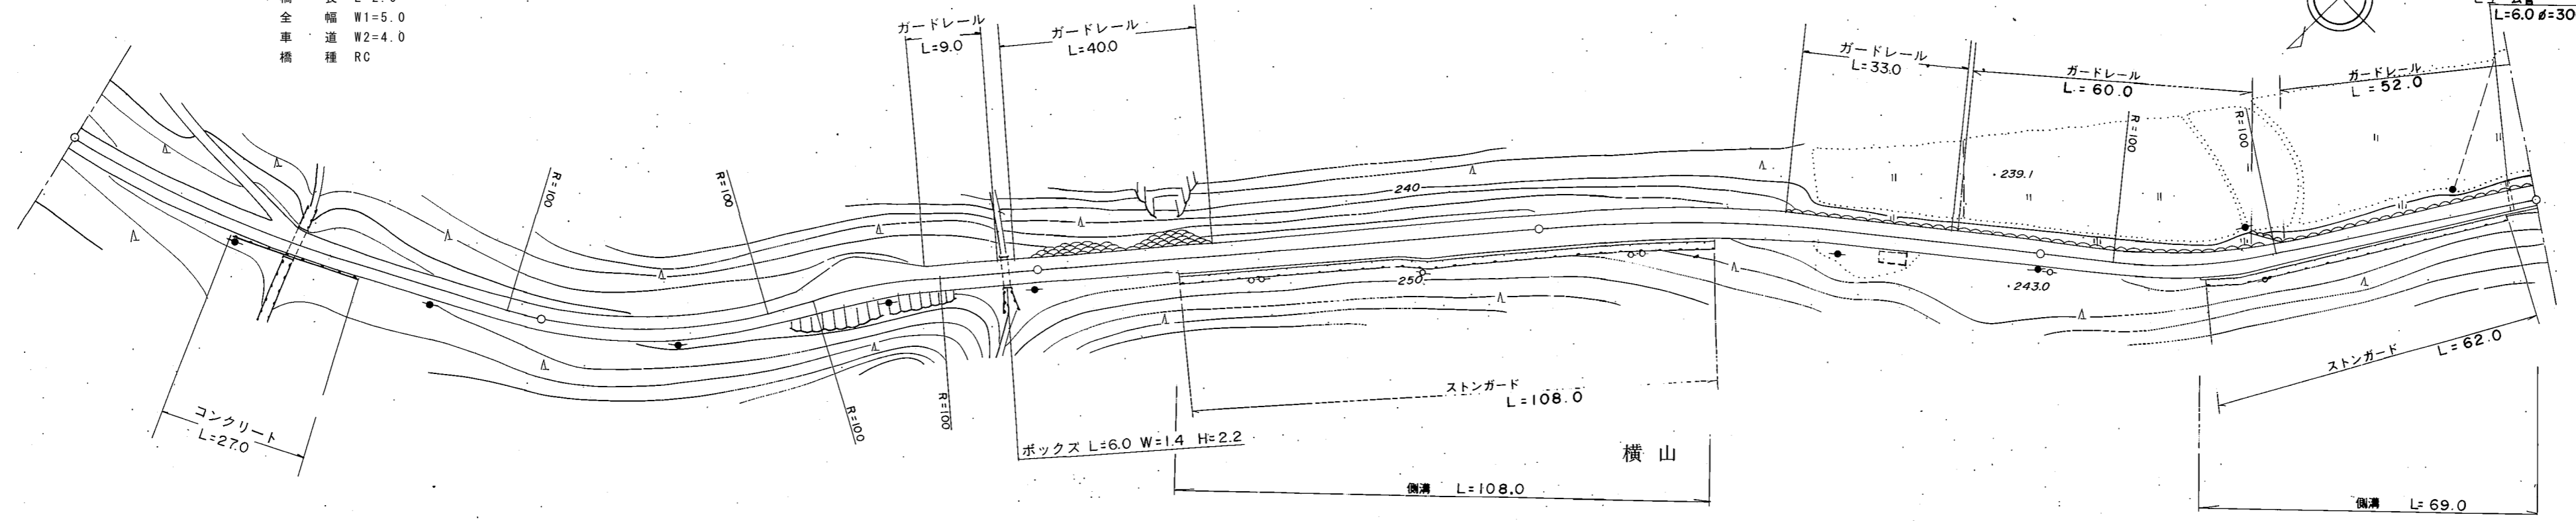 全 幅 W1=5.0
車 道 W2=4.0
橋 種 RC
ガードレール
L=9.0
ガードレール
L=40.0
ガードレール
L=33.0
ガードレール
L=60.0
ガードレール
L=52.0
L=6.0 ø=30
R=100
R=100
R=100
R=100
240
239.1
250
243.0
R=100
R=100
コンクリート
L=27.0
ボックズ L=6.0 W=1.4 H=2.2
ストンガード
L=108.0
ストンガード L=62.0
横山
側溝 L=108.0
側溝 L=69.0